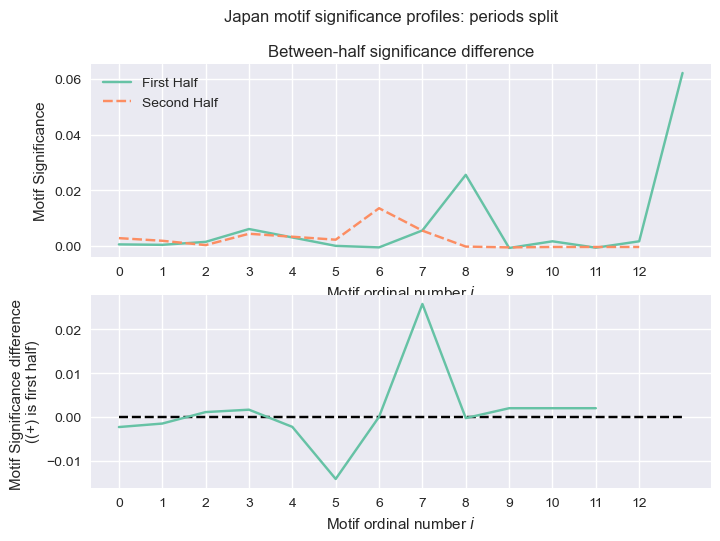 Japan motif significance profiles: periods split
Between-half significance difference
Motif Significance
0.06
0.04
0.02
0.00
First Half
Second Half
0 1 2 3 4 5 6 7 8 9 10 11 12
Motif ordinal number i
Motif Significance difference
((+) is first half)
0.02
0.01
0.00
−0.01
0 1 2 3 4 5 6 7 8 9 10 11 12
Motif ordinal number i